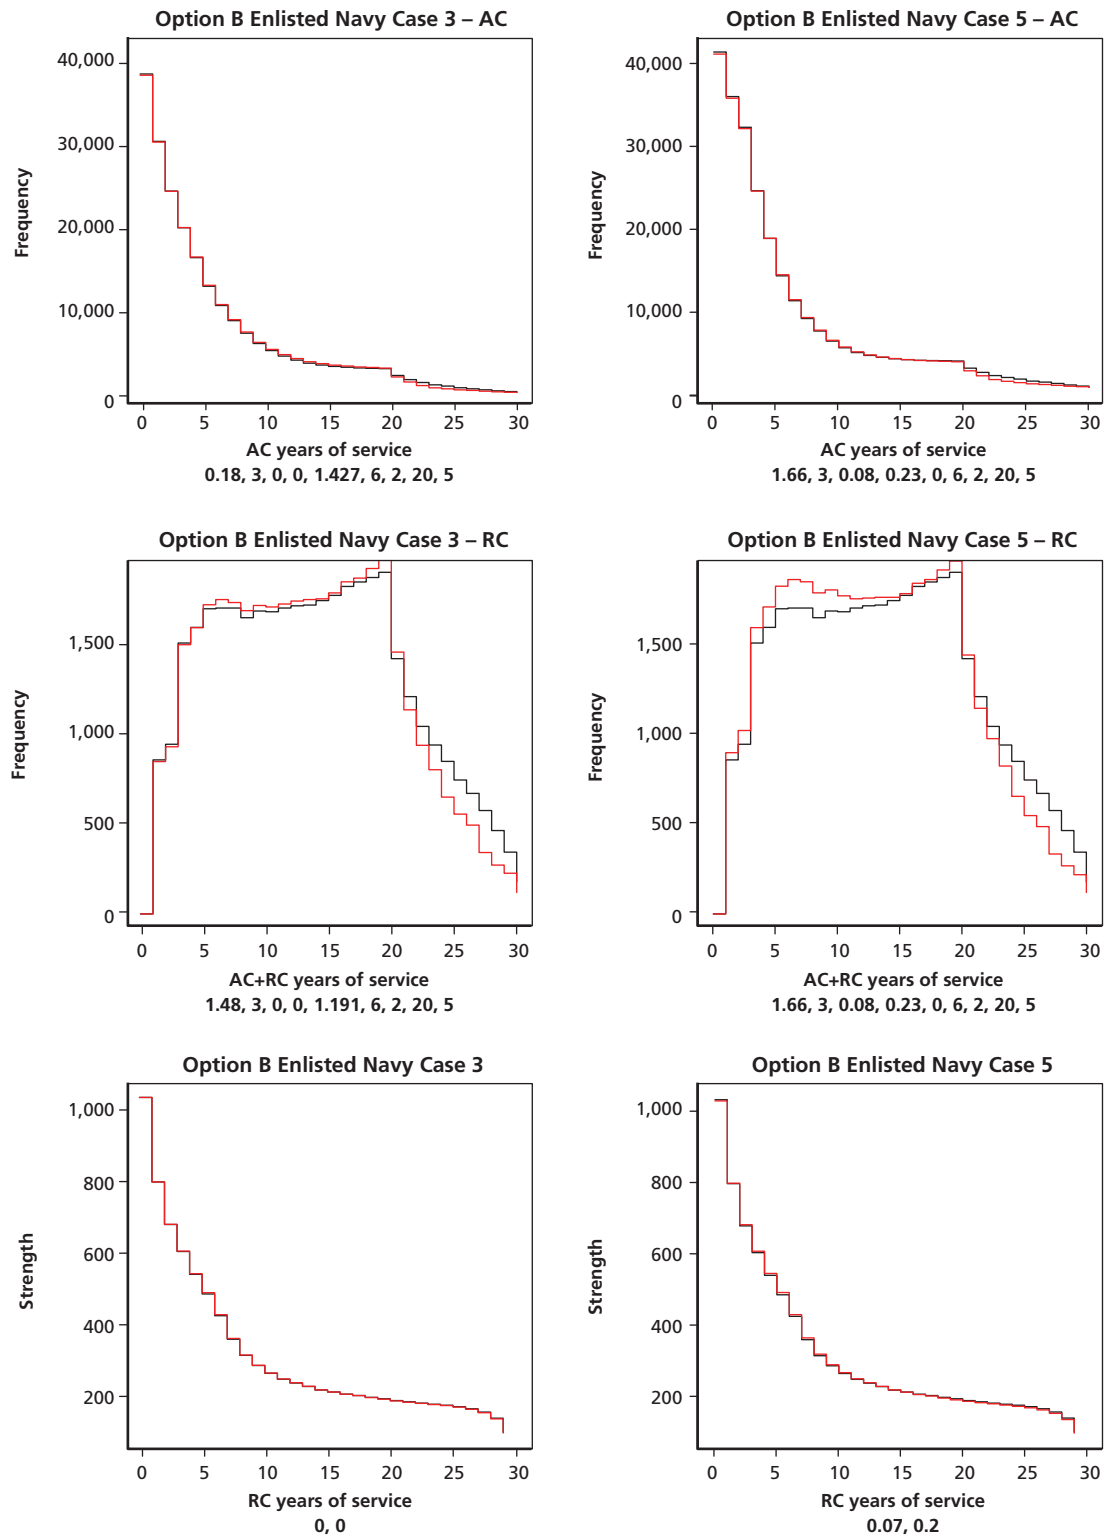 Option B Enlisted Navy Case 3 – AC
Frequency
40,000
30,000
20,000
10,000
0
0 5 10 15 20 25 30
AC years of service
0.18, 3, 0, 0, 1.427, 6, 2, 20, 5
Option B Enlisted Navy Case 5 – AC
Frequency
40,000
30,000
20,000
10,000
0
0 5 10 15 20 25 30
AC years of service
1.66, 3, 0.08, 0.23, 0, 6, 2, 20, 5
Option B Enlisted Navy Case 3 – RC
Frequency
1,500
1,000
500
0
0 5 10 15 20 25 30
AC+RC years of service
1.48, 3, 0, 0, 1.191, 6, 2, 20, 5
Option B Enlisted Navy Case 5 – RC
Frequency
1,500
1,000
500
0
0 5 10 15 20 25 30
AC+RC years of service
1.66, 3, 0.08, 0.23, 0, 6, 2, 20, 5
Option B Enlisted Navy Case 3
Strength
1,000
800
600
400
200
0 5 10 15 20 25 30
RC years of service
0, 0
Option B Enlisted Navy Case 5
Strength
1,000
800
600
400
200
0 5 10 15 20 25 30
RC years of service
0.07, 0.2